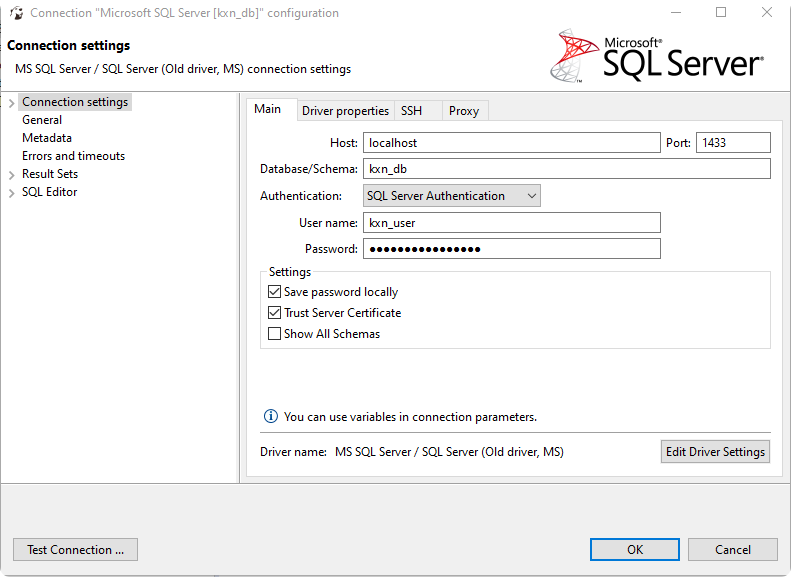 Connection "Microsoft SQL Server [kxn_db]" configuration
Connection settings
MS SQL Server / SQL Server (Old driver, MS) connection settings
Microsoft®
SQL Server®
Connection settings
General
Metadata
Errors and timeouts
Result Sets
SQL Editor
Main Driver properties SSH Proxy
Host: localhost Port: 1433
Database/Schema: kxn_db
Authentication: SQL Server Authentication
User name: kxn_user
Password: ●●●●●●●●●●●●●●●●
Settings
Save password locally
Trust Server Certificate
Show All Schemas
You can use variables in connection parameters.
Driver name: MS SQL Server / SQL Server (Old driver, MS) Edit Driver Settings
Test Connection ... OK Cancel